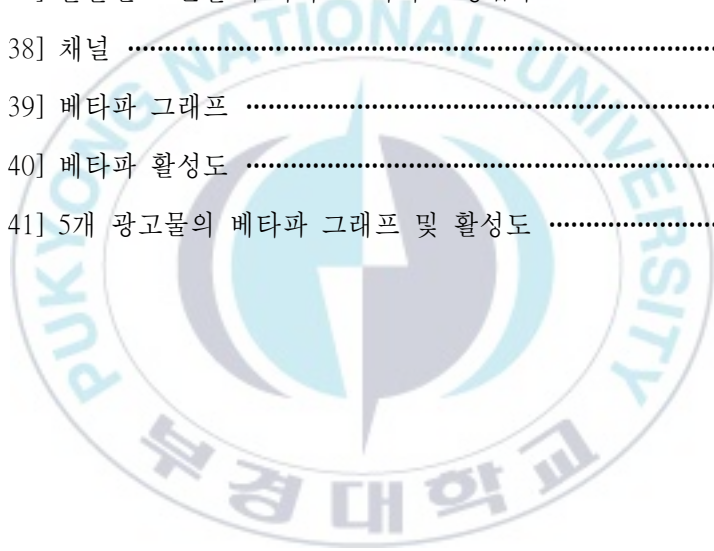 38] 채널 ························
39] 베타파 그래프 ························
40] 베타파 활성도 ························
41] 5개 광고물의 베타파 그래프 및 활성도 ························
PUKYONG NATIONAL UNIVERSITY
부경대학교